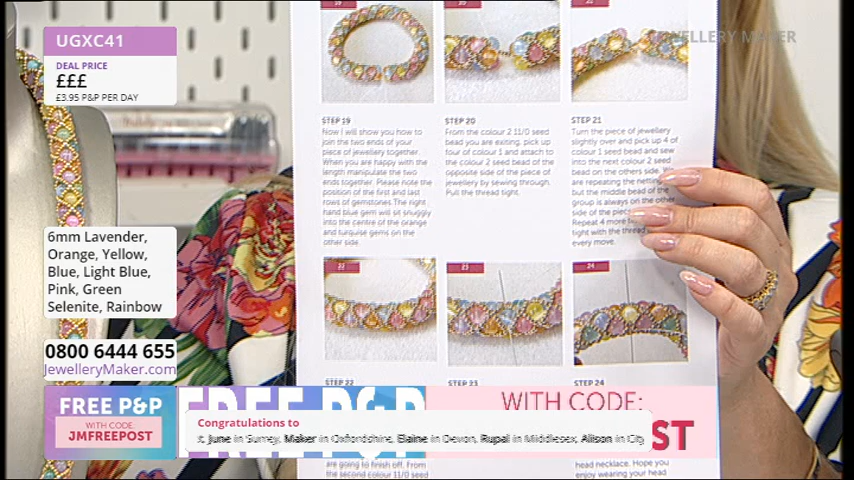 UGXC41
DEAL PRICE
£££
£3.95 P&P PER DAY
JEWELLERY MAKER
6mm Lavender,
Orange, Yellow,
Blue, Light Blue,
Pink, Green
Selenite, Rainbow
0800 6444 655
JewelleryMaker.com
FREE P&P
WITH CODE:
JMFREEPOST
FREE P&P
WITH CODE:
ST
Congratulations to
t, June in Surrey, Maker in Oxfordshire, Elaine in Devon, Rupal in Middlesex, Alison in City
19
20
21
STEP 19
Now I will show you how to
join the two ends of your
piece of jewellery together.
When you are happy with the
length manipulate the two
ends together. Please note the
position of the first and last
rows of gemstones. The right
hand blue gem will sit snuggly
into the centre of the orange
and turquise gems on the
other side.
STEP 20
From the colour 2 11/0 seed
bead you are exiting, pick up
four of colour 1 and attach to
the colour 2 seed bead of the
opposite side of the piece of
jewellery by sewing through.
Pull the thread tight.
STEP 21
Turn the piece of jewellery
slightly over and pick up 4 of
colour 1 seed bead and sew
into the next colour 2 seed
bead on the others side.
are repeating the netting
but the middle bead of the
group is always on the other
side of the piece
Repeat 4 more
tight with the thread
every move.
22
23
24
STEP 22
STEP 23
STEP 24
are going to finish off. From
the second colour 11/0 seed
head necklace. Hope you
enjoy wearing your head